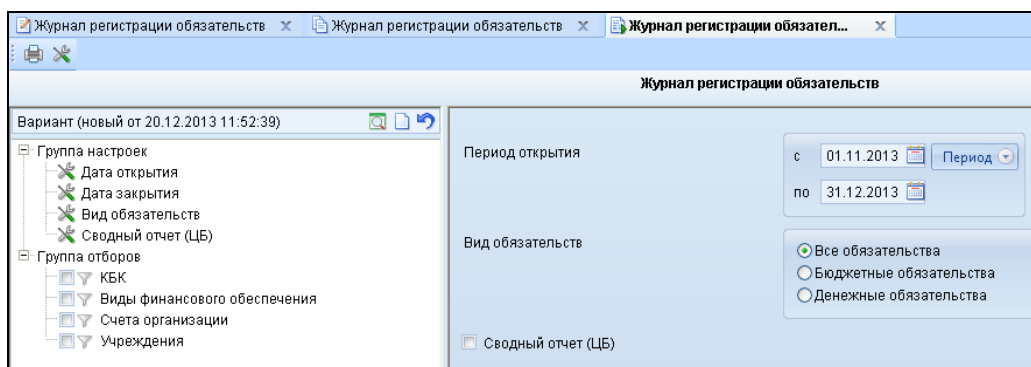 Журнал регистрации обязательств x Журнал регистрации обязательств x Журнал регистрации обязател... x
Журнал регистрации обязательств
Вариант (новый от 20.12.2013 11:52:39)
Группа настроек
Дата открытия
Дата закрытия
Вид обязательств
Сводный отчет (ЦБ)
Группа отборов
КБК
Виды финансового обеспечения
Счета организации
Учреждения
Период открытия
с 01.11.2013 Период
по 31.12.2013
Вид обязательств
Все обязательства
Бюджетные обязательства
Денежные обязательства
Сводный отчет (ЦБ)